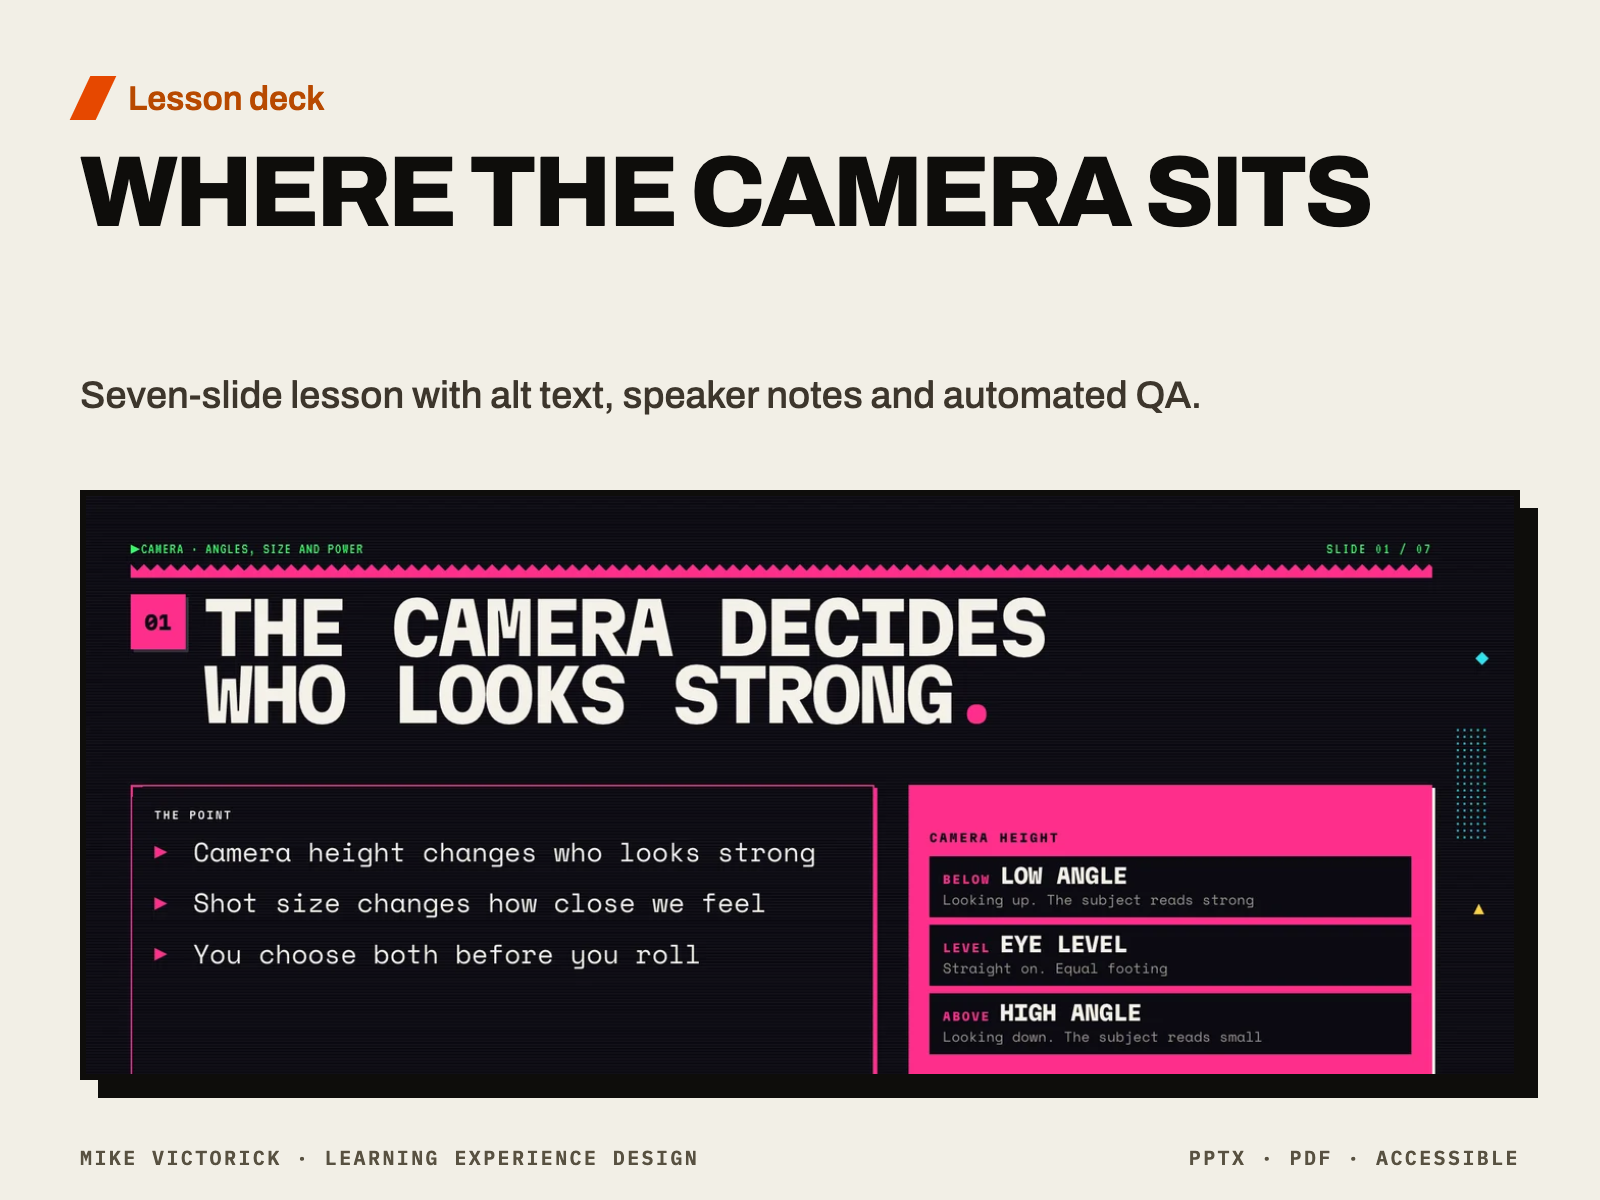 Lesson deck
WHERE THE CAMERA SITS
Seven-slide lesson with alt text, speaker notes and automated QA.
▶CAMERA · ANGLES, SIZE AND POWER
SLIDE 01 / 07
01
THE CAMERA DECIDES
WHO LOOKS STRONG.
THE POINT
▶ Camera height changes who looks strong
▶ Shot size changes how close we feel
▶ You choose both before you roll
CAMERA HEIGHT
BELOW LOW ANGLE
Looking up. The subject reads strong
LEVEL EYE LEVEL
Straight on. Equal footing
ABOVE HIGH ANGLE
Looking down. The subject reads small
MIKE VICTORICK · LEARNING EXPERIENCE DESIGN
PPTX · PDF · ACCESSIBLE